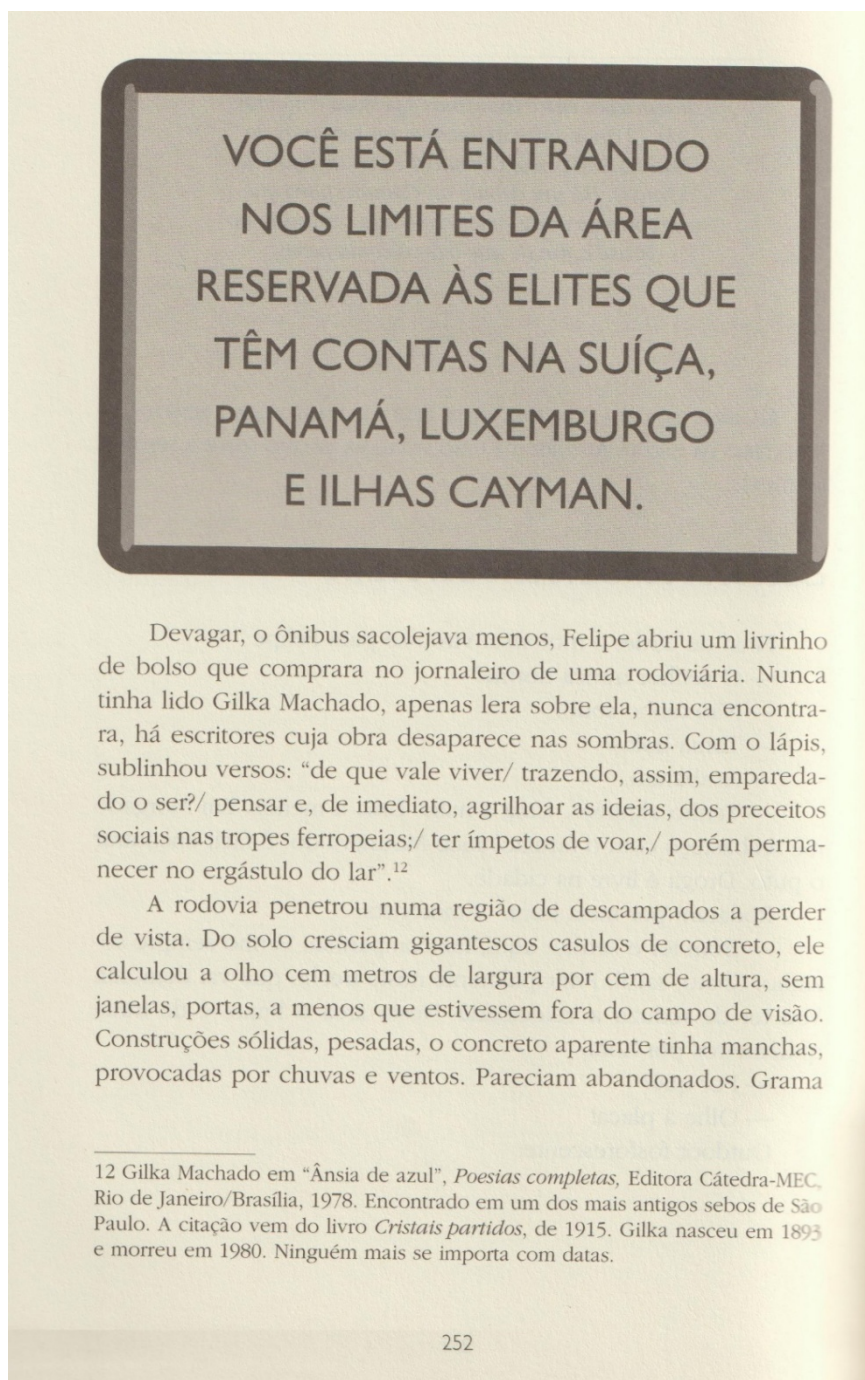 VOCÊ ESTÁ ENTRANDO
NOS LIMITES DA ÁREA
RESERVADA ÀS ELITES QUE
TÊM CONTAS NA SUÍÇA,
PANAMÁ, LUXEMBURGO
E ILHAS CAYMAN.
Devagar, o ônibus sacolejava menos, Felipe abriu um livrinho
de bolso que comprara no jornaleiro de uma rodoviária. Nunca
tinha lido Gilka Machado, apenas lera sobre ela, nunca encontra-
ra, há escritores cuja obra desaparece nas sombras. Com o lápis,
sublinhou versos: “de que vale viver/ trazendo, assim, empareda-
do o ser?/ pensar e, de imediato, agrilhoar as ideias, dos preceitos
sociais nas tropes ferropeias;/ ter ímpetos de voar,/ porém perma-
necer no ergástulo do lar”.¹²
A rodovia penetrou numa região de descampados a perder
de vista. Do solo cresciam gigantescos casulos de concreto, ele
calculou a olho cem metros de largura por cem de altura, sem
janelas, portas, a menos que estivessem fora do campo de visão.
Construções sólidas, pesadas, o concreto aparente tinha manchas,
provocadas por chuvas e ventos. Pareciam abandonados. Grama
12 Gilka Machado em “Ânsia de azul”, Poesias completas, Editora Cátedra-MEC,
Rio de Janeiro/Brasília, 1978. Encontrado em um dos mais antigos sebos de São
Paulo. A citação vem do livro Cristais partidos, de 1915. Gilka nasceu em 1893
e morreu em 1980. Ninguém mais se importa com datas.
252